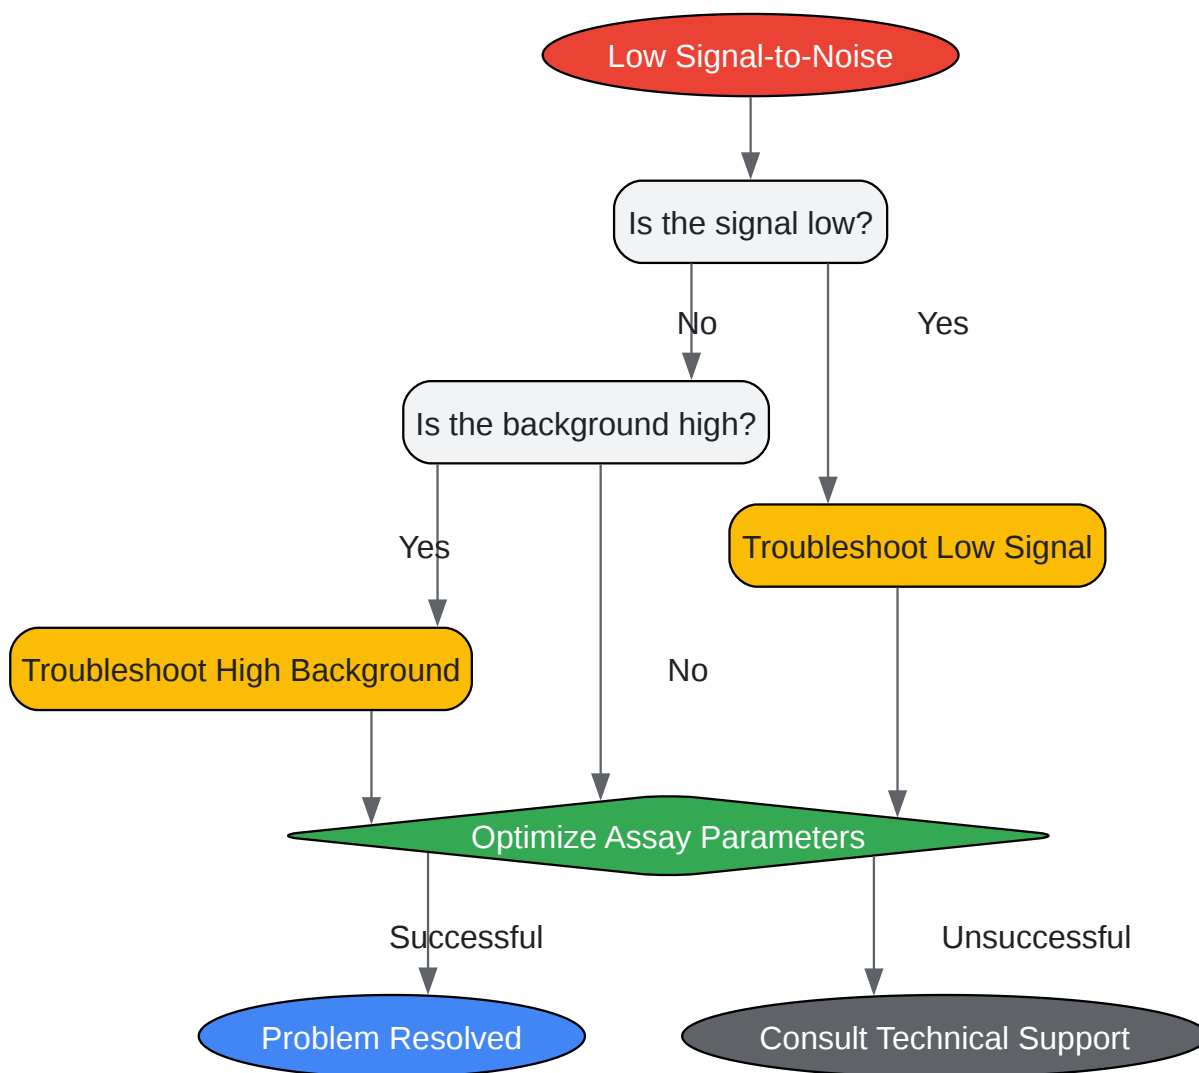 Low Signal-to-Noise
Is the signal low?
No
Yes
Is the background high?
Yes
Troubleshoot Low Signal
Troubleshoot High Background
No
Optimize Assay Parameters
Successful
Unsuccessful
Problem Resolved
Consult Technical Support